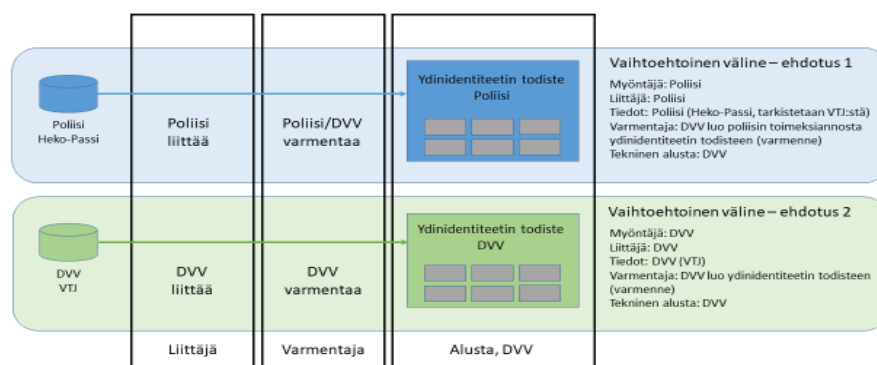 Poliisi
Heko-Passi
Poliisi
liittää
Poliisi/DVV
varmentaa
Ydinidentiteetin todiste
Poliisi
Vaihtoehtoinen väline – ehdotus 1
Myöntäjä: Poliisi
Liittäjä: Poliisi
Tiedot: Poliisi (Heko-Passi, tarkistetaan VTJ:stä)
Varmentaja: DVV luo poliisin toimeksiannosta
ydinidentiteetin todisteen (varmenne)
Tekninen alusta: DVV
DVV
VTJ
DVV
liittää
DVV
varmentaa
Ydinidentiteetin todiste
DVV
Vaihtoehtoinen väline – ehdotus 2
Myöntäjä: DVV
Liittäjä: DVV
Tiedot: DVV (VTJ)
Varmentaja: DVV luo ydinidentiteetin todisteen
(varmenne)
Tekninen alusta: DVV
Liittäjä
Varmentaja
Alusta, DVV